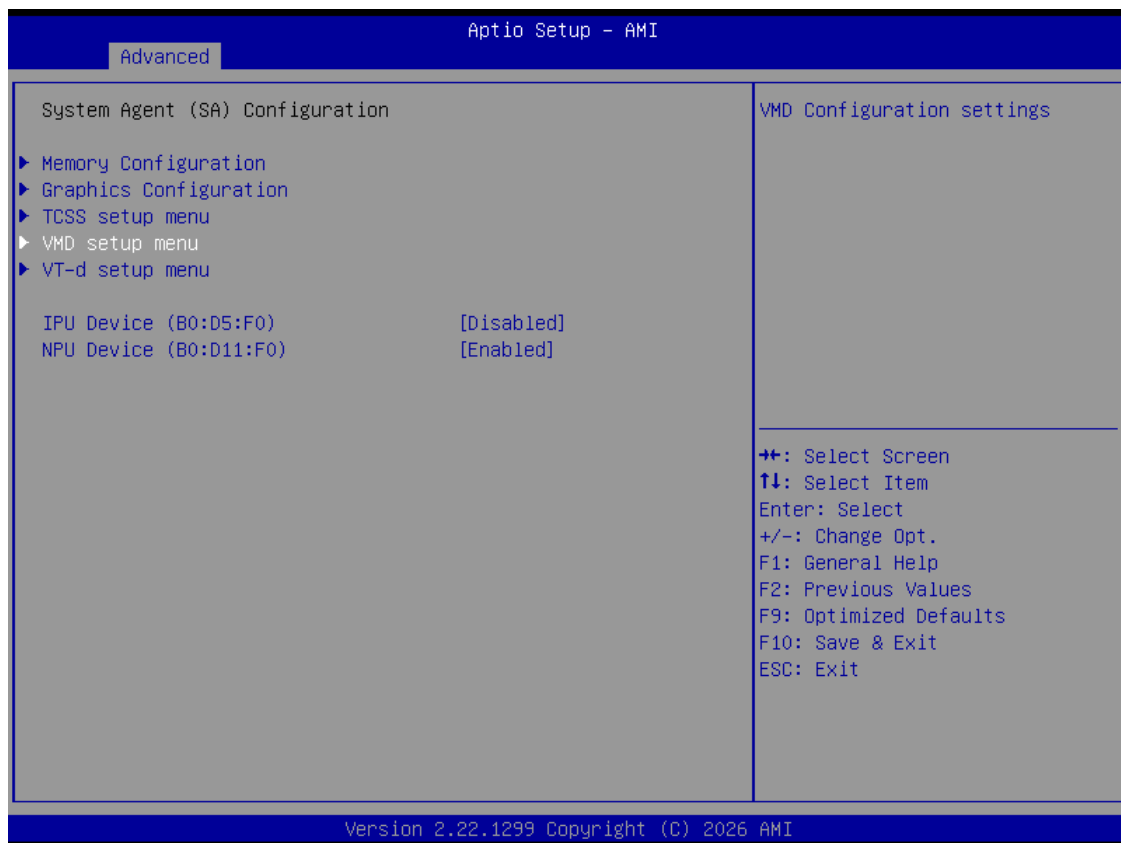 Aptio Setup – AMI
Advanced
System Agent (SA) Configuration
Memory Configuration
Graphics Configuration
TCSS setup menu
VMD setup menu
VT-d setup menu
IPU Device (B0:D5:F0) [Disabled]
NPU Device (B0:D11:F0) [Enabled]
VMD Configuration settings
→←: Select Screen
↑↓: Select Item
Enter: Select
+/-: Change Opt.
F1: General Help
F2: Previous Values
F9: Optimized Defaults
F10: Save & Exit
ESC: Exit
Version 2.22.1299 Copyright (C) 2026 AMI